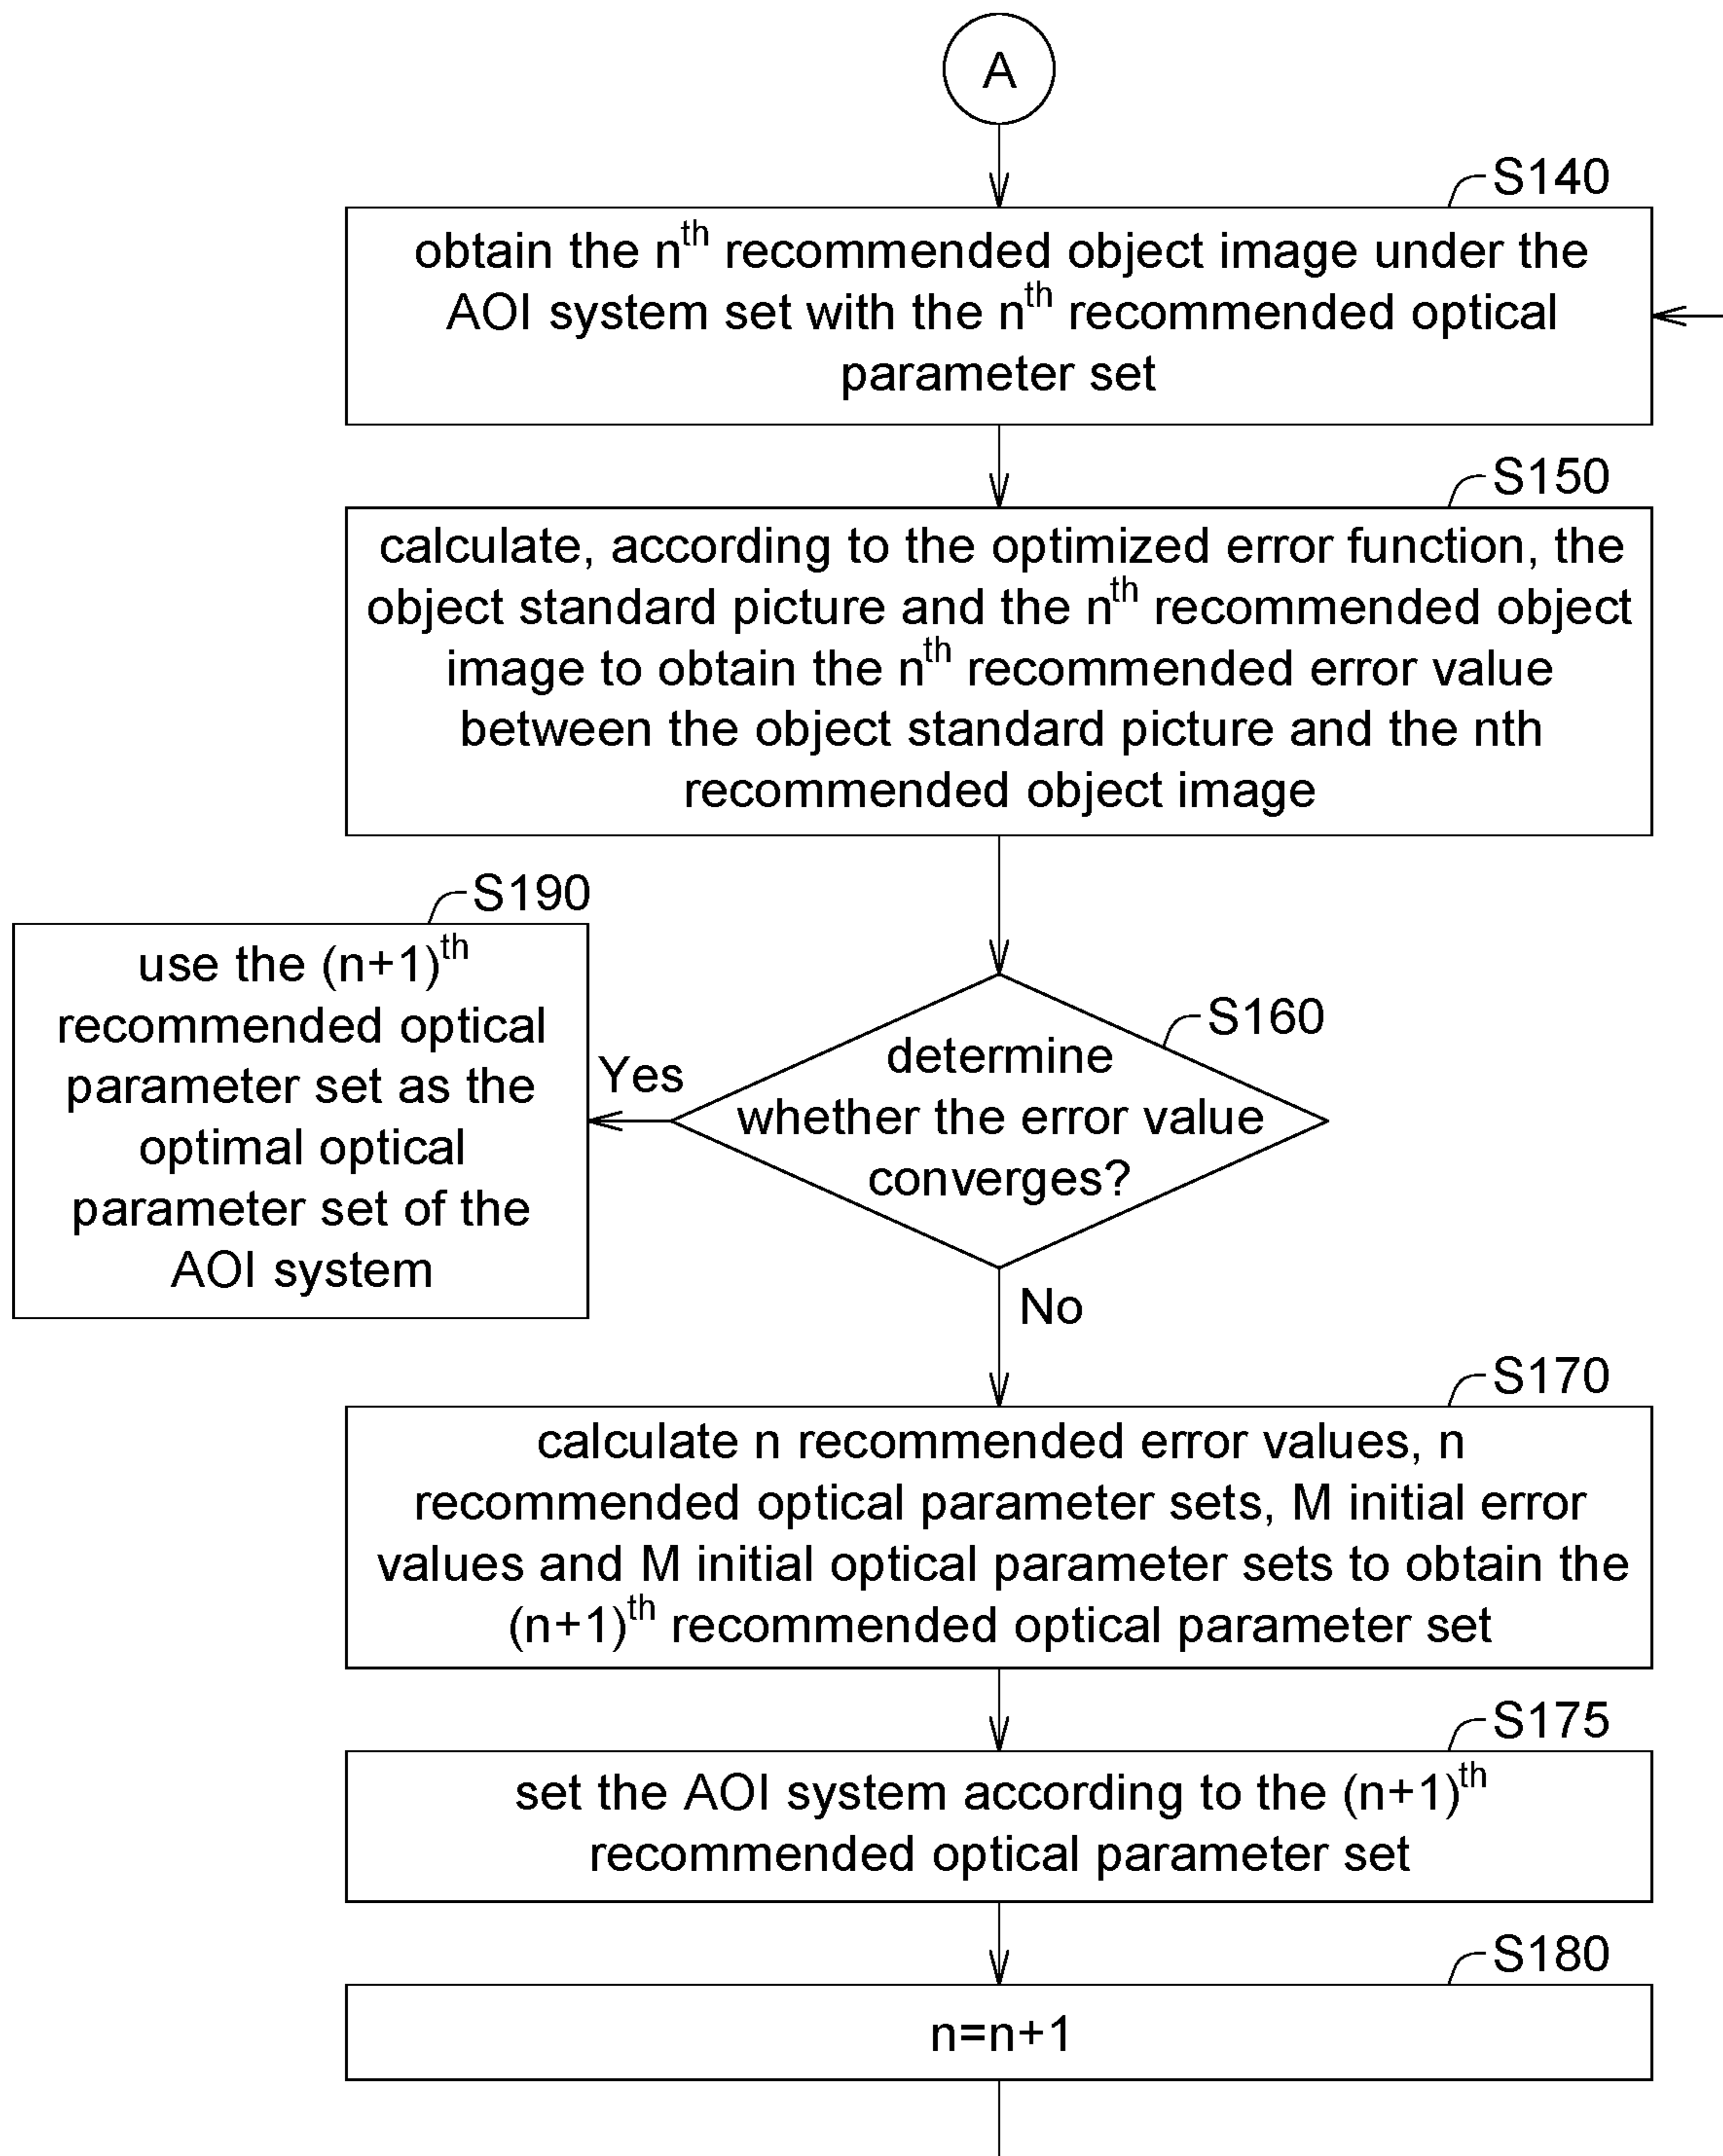 A
S140
obtain the nth recommended object image under the
AOI system set with the nth recommended optical
parameter set
S150
calculate, according to the optimized error function, the
object standard picture and the nth recommended object
image to obtain the nth recommended error value
between the object standard picture and the nth
recommended object image
S190
use the (n+1)th
recommended optical
parameter set as the
optimal optical
parameter set of the
AOI system
Yes
S160
determine
whether the error value
converges?
No
S170
calculate n recommended error values, n
recommended optical parameter sets, M initial error
values and M initial optical parameter sets to obtain the
(n+1)th recommended optical parameter set
S175
set the AOI system according to the (n+1)th
recommended optical parameter set
S180
n=n+1